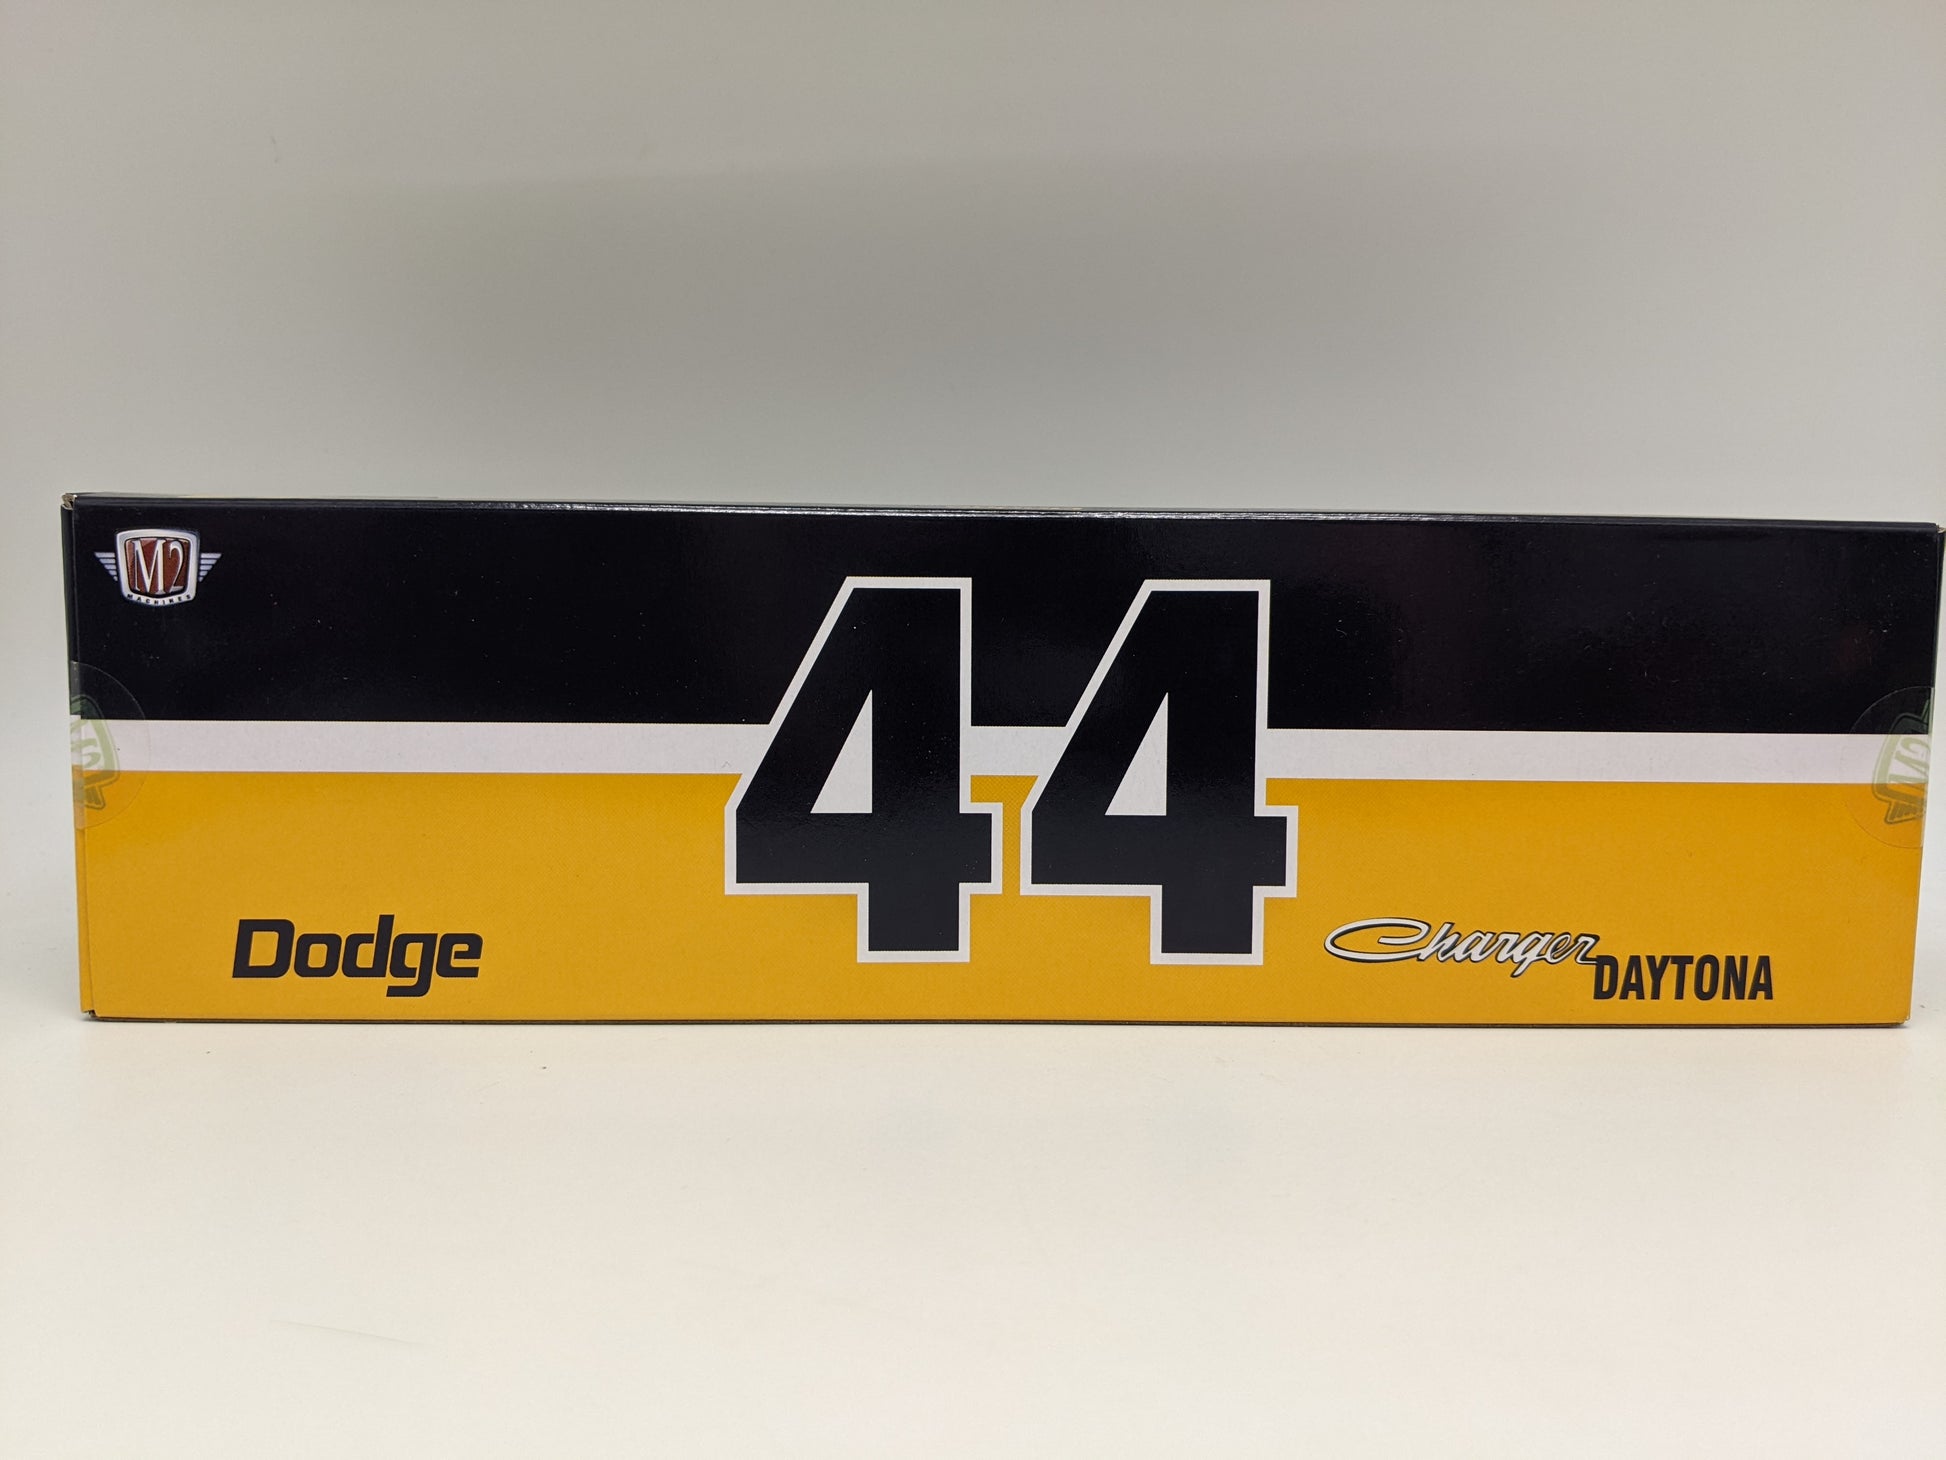 M2
MACHINES
44
Dodge
Charger
DAYTONA